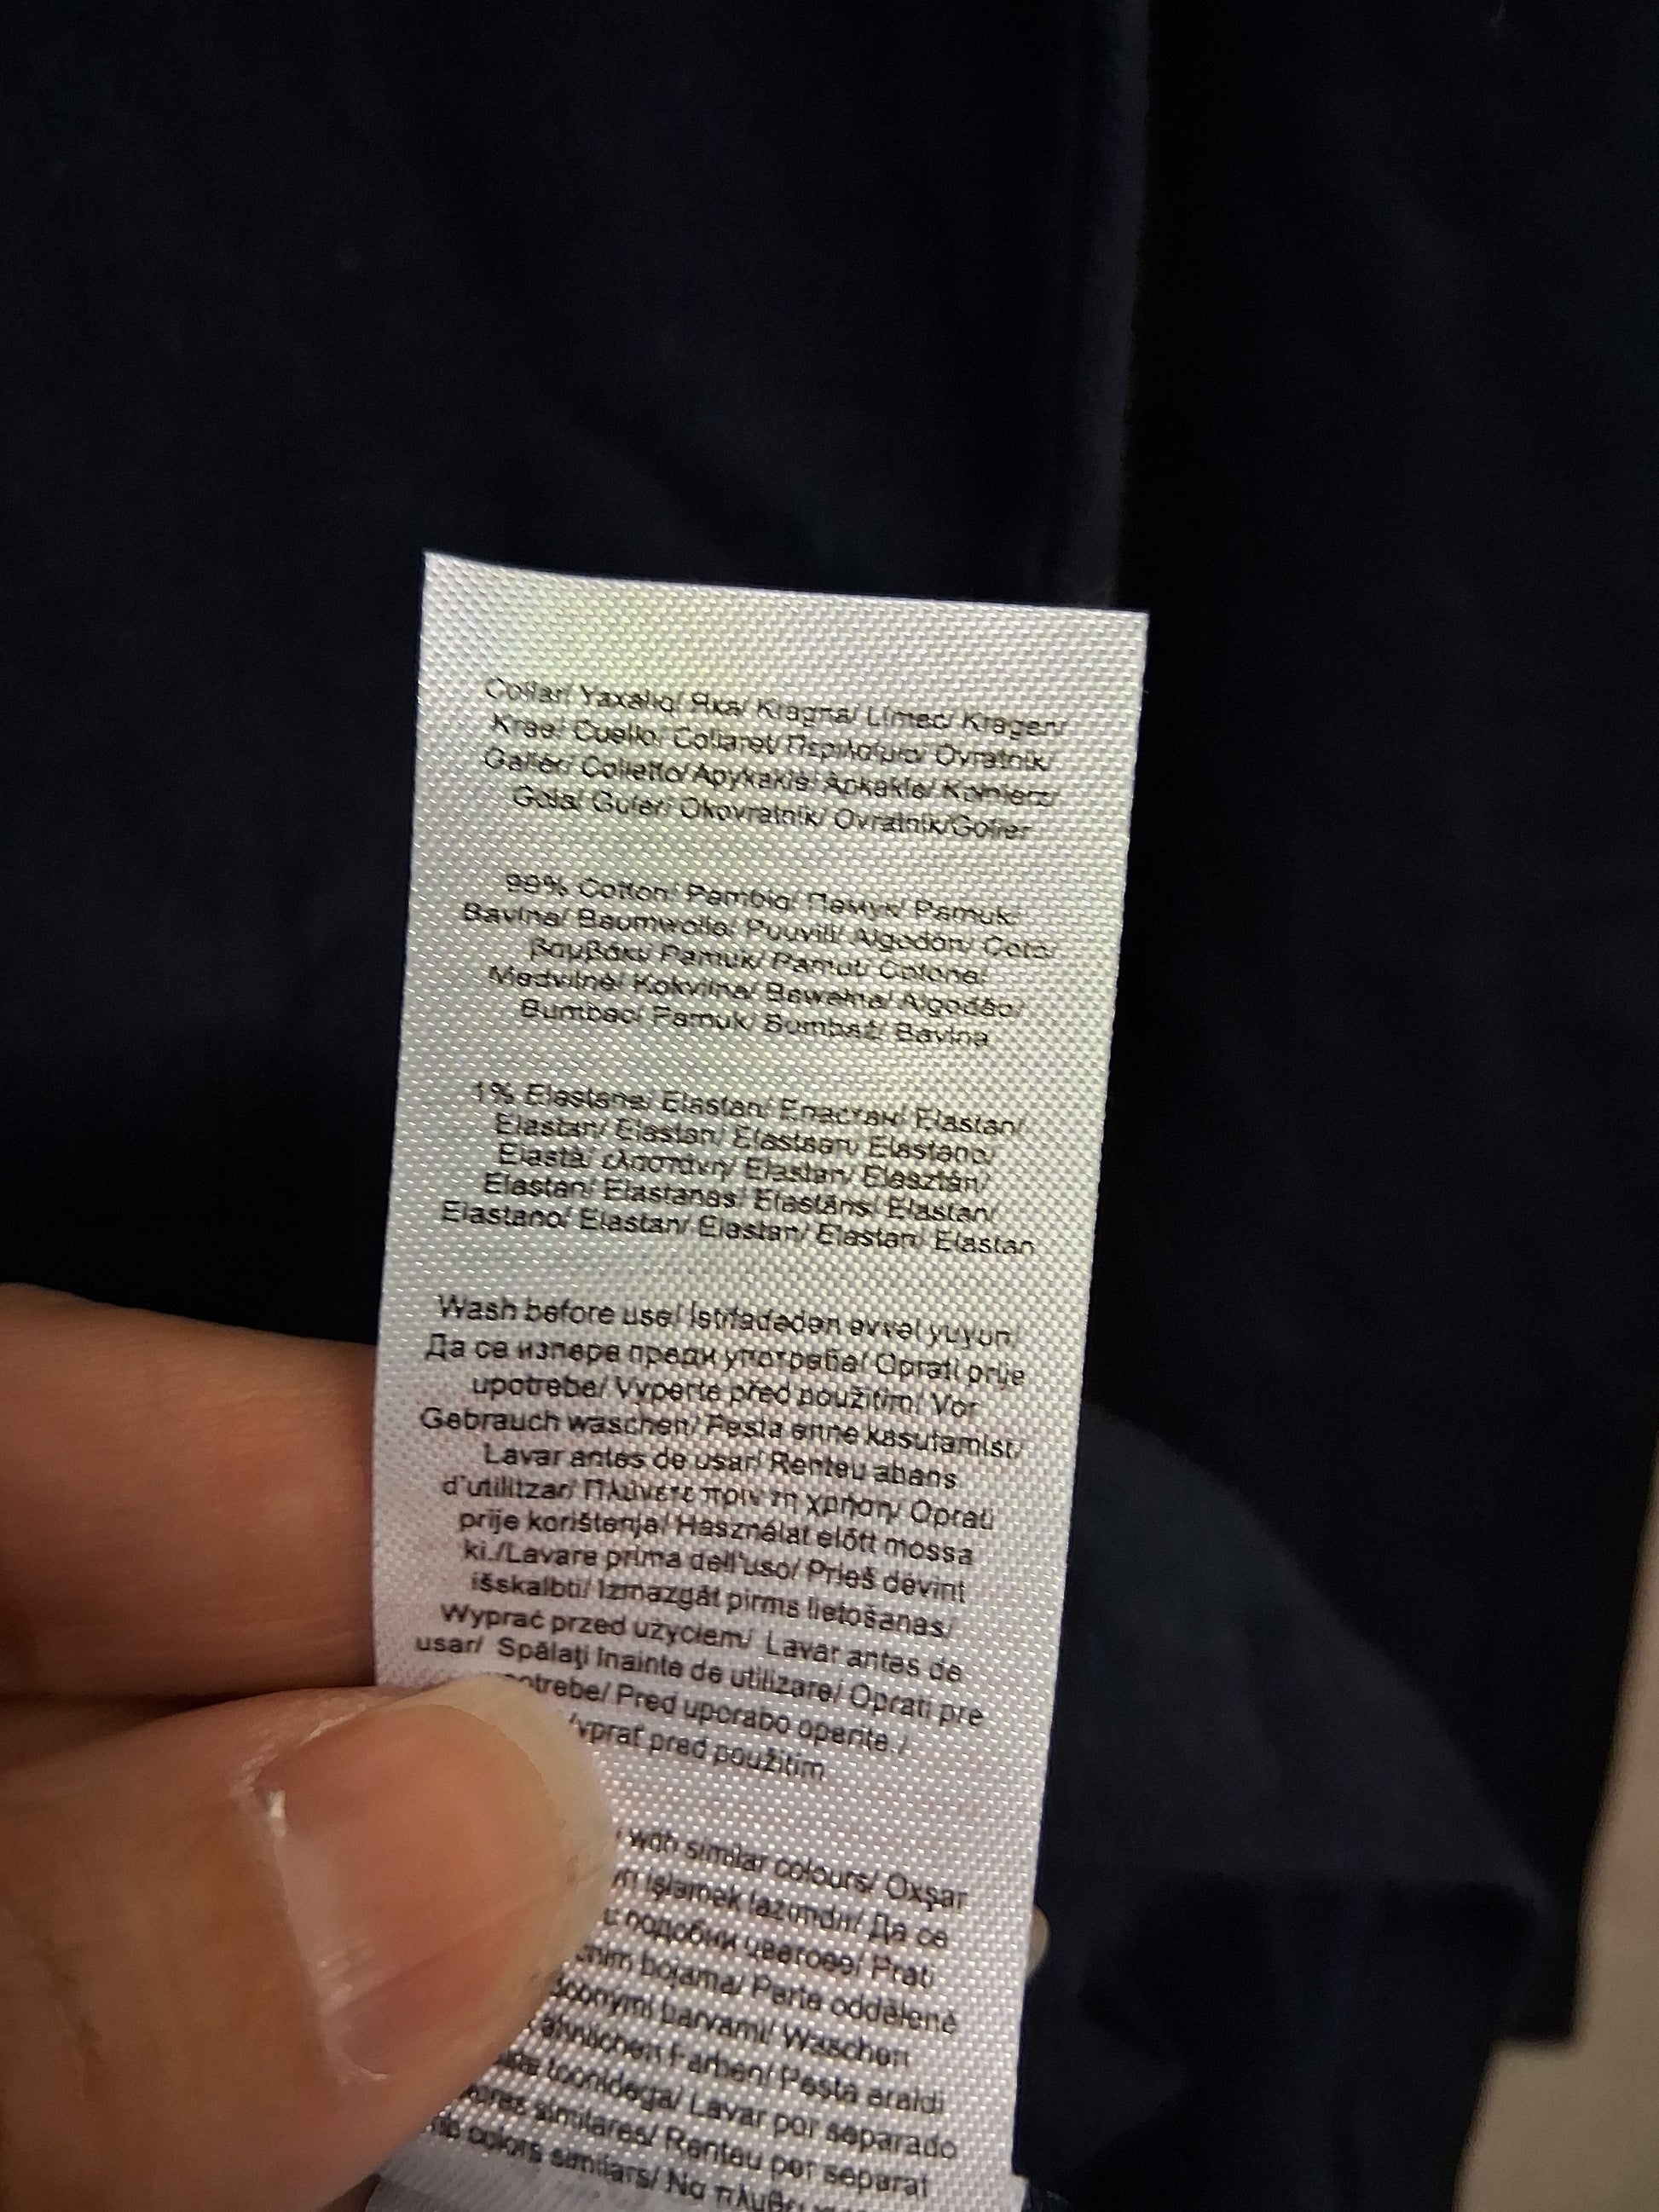 Collar/ Yaxalıq/ Яка/ Kragna/ Límec/ Kragen/
Krae/ Cuello/ Collaret/ Περιλαίμιο/ Ovratnik/
Gallér/ Colletto/ Apykaklė/ Apkakle/ Kołnierz/
Gola/ Guler/ Okovratnik/ Ovratnik/Golier
99% Cotton/ Pambıq/ Памук/ Pamuk/
Bavlna/ Baumwolle/ Puuvill/ Algodón/ Cotó/
βαμβάκι/ Pamuk/ Pamut/ Cotone/
Medvilnė/ Kokvilna/ Bawełna/ Algodão/
Bumbac/ Pamuk/ Bombaž/ Bavlna
1% Elastane/ Elastan/ Еластан/ Elastan/
Elastan/ Elastan/ Elastaan/ Elastano/
Elastà/ ελαστάνη/ Elastan/ Elasztán/
Elastan/ Elastanas/ Elastāns/ Elastan/
Elastano/ Elastan/ Elastan/ Elastan/ Elastan
Wash before use/ İstifadədən əvvəl yuyun/
Да се изпере преди употреба/ Oprati prije
upotrebe/ Vyperte před použitím/ Vor
Gebrauch waschen/ Pesta enne kasutamist/
Lavar antes de usar/ Renteu abans
d'utilitzar/ Πλύνετε πριν τη χρήση/ Oprati
prije korištenja/ Használat előtt mossa
ki./Lavare prima dell'uso/ Prieš dėvint
išskalbti/ Izmazgāt pirms lietošanas/
Wyprać przed użyciem/ Lavar antes de
usar/ Spălați înainte de utilizare/ Oprati pre
potrebe/ Pred uporabo operite./
vprať pred použitím
with similar colours/ Oxşar
işləmək lazımdır/ Да се
с подобни цветове/ Prati
bojama/ Perte odděleně
barvami/ Waschen
ähnlichen Farben/ Pesta eraldi
toonidega/ Lavar por separado
similares/ Renteu por separat
colors similars/ Να